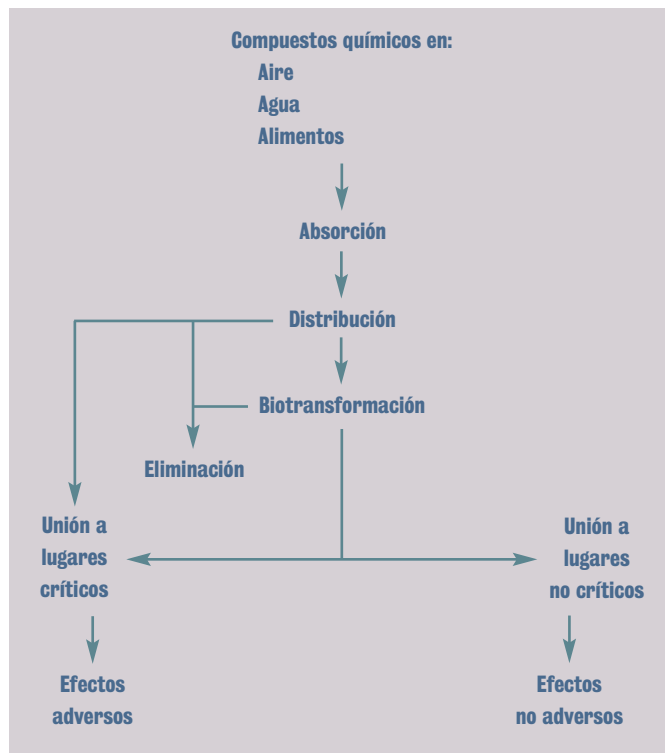 Compuestos químicos en:
Aire
Agua
Alimentos
Absorción
Distribución
Biotransformación
Eliminación
Unión a
lugares
críticos
Unión a
lugares
no críticos
Efectos
adversos
Efectos
no adversos